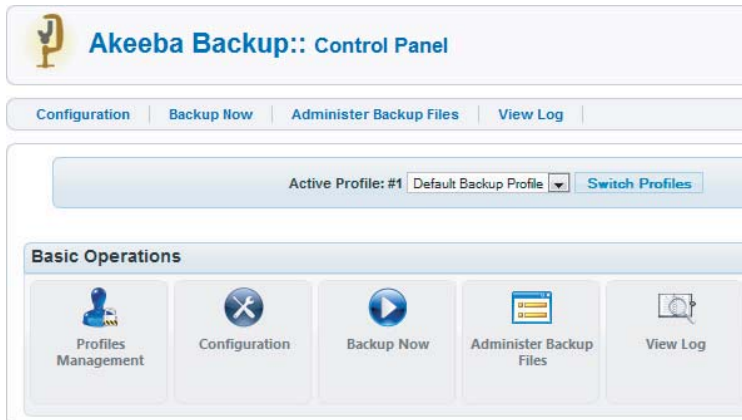 Akeeba Backup:: Control Panel
Configuration Backup Now Administer Backup Files View Log
Active Profile: #1 Default Backup Profile Switch Profiles
Basic Operations
Profiles Management
Configuration
Backup Now
Administer Backup Files
View Log